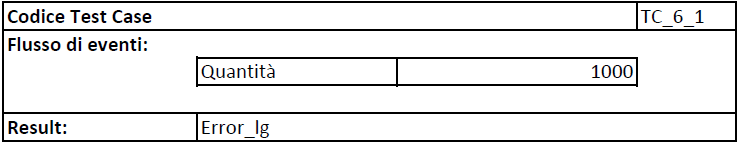 Codice Test Case TC_6_1
Flusso di eventi:
Quantità 1000
Result: Error_lg